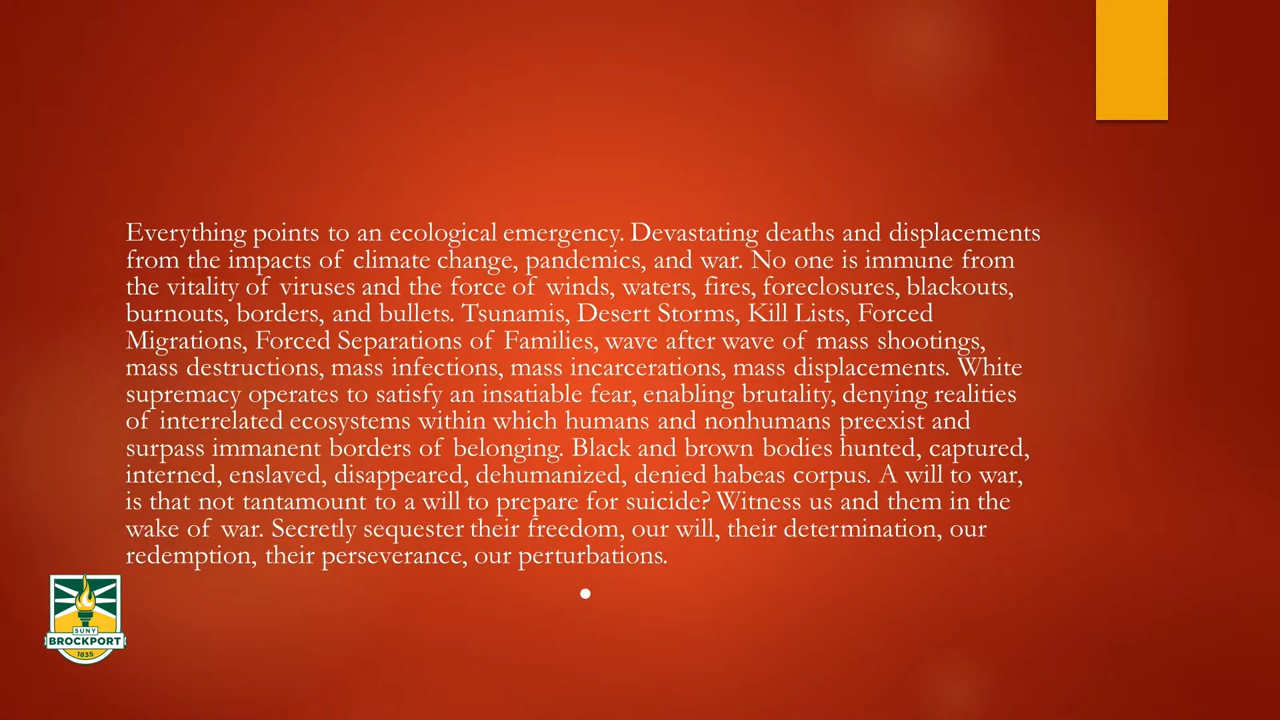 Everything points to an ecological emergency. Devastating deaths and displacements
from the impacts of climate change, pandemics, and war. No one is immune from
the vitality of viruses and the force of winds, waters, fires, foreclosures, blackouts,
burnouts, borders, and bullets. Tsunamis, Desert Storms, Kill Lists, Forced
Migrations, Forced Separations of Families, wave after wave of mass shootings,
mass destructions, mass infections, mass incarcerations, mass displacements. White
supremacy operates to satisfy an insatiable fear, enabling brutality, denying realities
of interrelated ecosystems within which humans and nonhumans preexist and
surpass immanent borders of belonging. Black and brown bodies hunted, captured,
interned, enslaved, disappeared, dehumanized, denied habeas corpus. A will to war,
is that not tantamount to a will to prepare for suicide? Witness us and them in the
wake of war. Secretly sequester their freedom, our will, their determination, our
redemption, their perseverance, our perturbations.
SUNY
BROCKPORT
1835